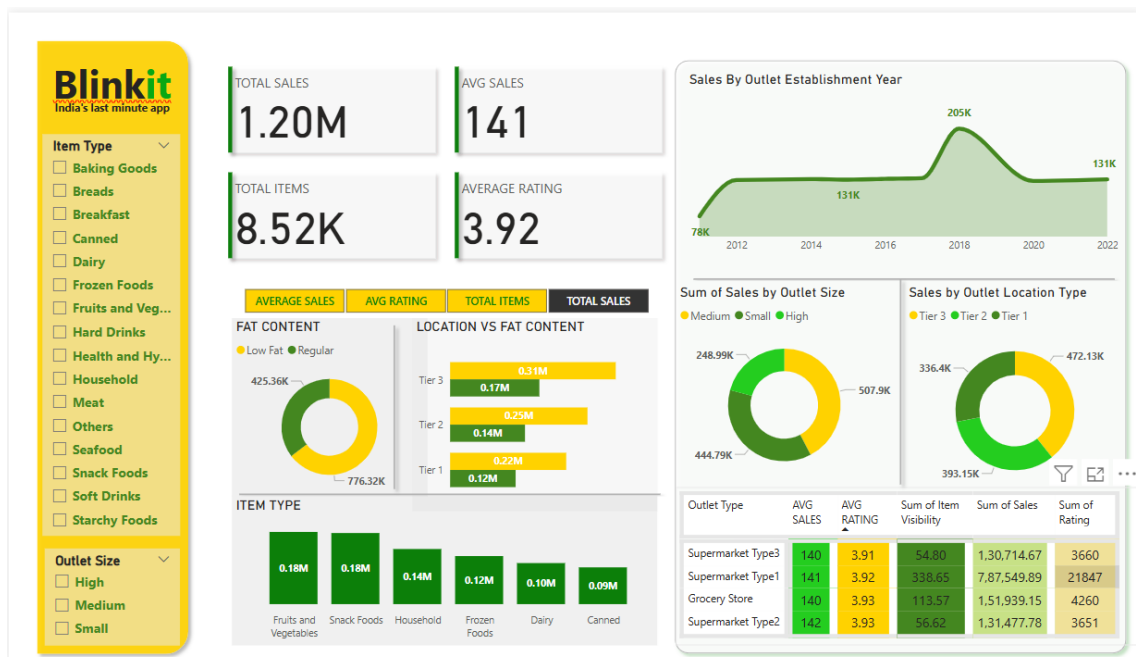 Blinkit
India's last minute app
Item Type
Baking Goods
Breads
Breakfast
Canned
Dairy
Frozen Foods
Fruits and Veg...
Hard Drinks
Health and Hy...
Household
Meat
Others
Seafood
Snack Foods
Soft Drinks
Starchy Foods
Outlet Size
High
Medium
Small
TOTAL SALES
1.20M
AVG SALES
141
TOTAL ITEMS
8.52K
AVERAGE RATING
3.92
AVERAGE SALES
AVG RATING
TOTAL ITEMS
TOTAL SALES
FAT CONTENT
Low Fat Regular
425.36K
776.32K
LOCATION VS FAT CONTENT
Tier 3
0.31M
0.17M
Tier 2
0.25M
0.14M
Tier 1
0.22M
0.12M
ITEM TYPE
0.18M
0.18M
0.14M
0.12M
0.10M
0.09M
Fruits and
Vegetables
Snack Foods
Household
Frozen
Foods
Dairy
Canned
Sales By Outlet Establishment Year
205K
131K
131K
78K
2012 2014 2016 2018 2020 2022
Sum of Sales by Outlet Size
Medium Small High
248.99K
507.9K
444.79K
Sales by Outlet Location Type
Tier 3 Tier 2 Tier 1
336.4K
472.13K
393.15K
Outlet Type
AVG
SALES
AVG
RATING
Sum of Item
Visibility
Sum of Sales
Sum of
Rating
Supermarket Type3 140 3.91 54.80 1,30,714.67 3660
Supermarket Type1 141 3.92 338.65 7,87,549.89 21847
Grocery Store 140 3.93 113.57 1,51,939.15 4260
Supermarket Type2 142 3.93 56.62 1,31,477.78 3651